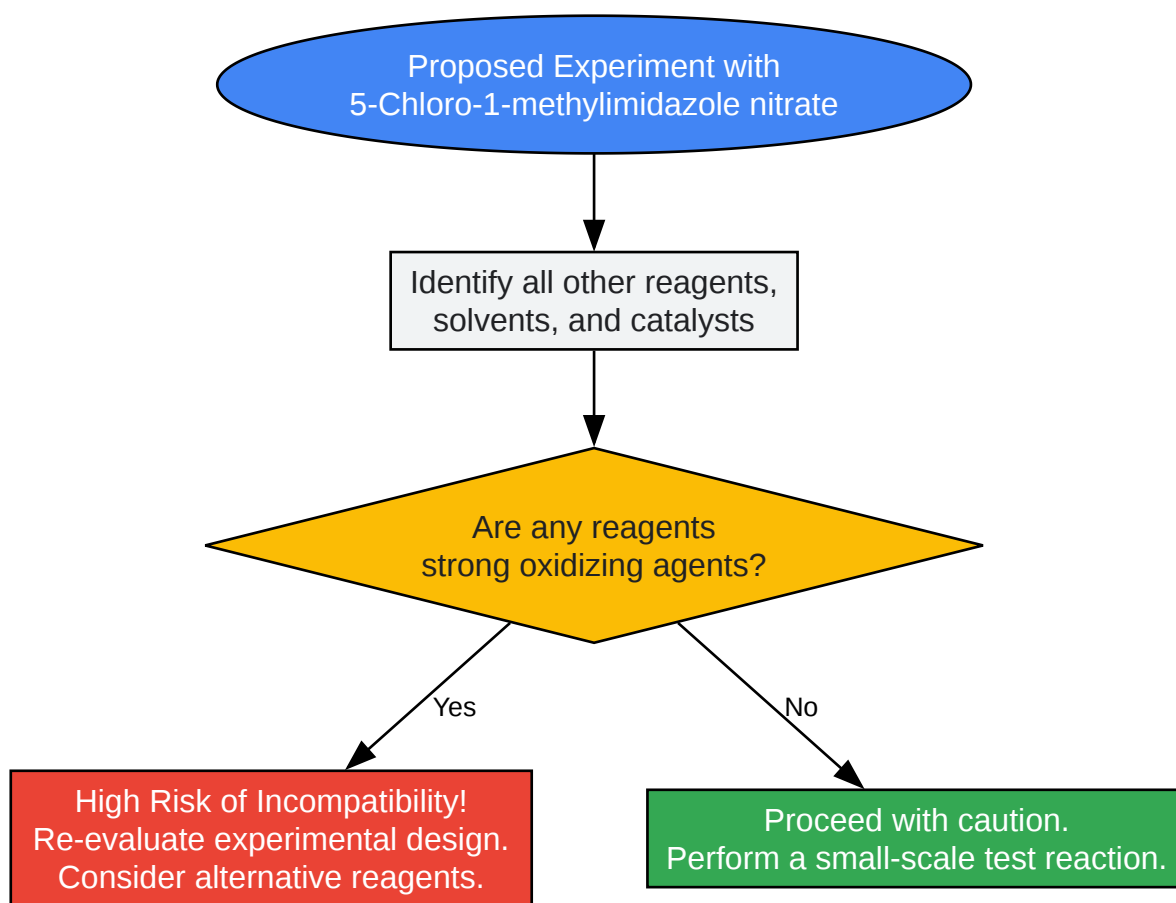 Proposed Experiment with
5-Chloro-1-methylimidazole nitrate
Identify all other reagents,
solvents, and catalysts
Are any reagents
strong oxidizing agents?
Yes
No
High Risk of Incompatibility!
Re-evaluate experimental design.
Consider alternative reagents.
Proceed with caution.
Perform a small-scale test reaction.